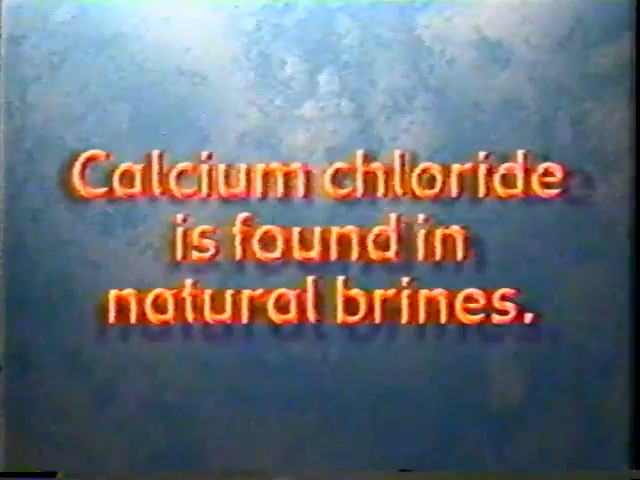 Calcium chloride
is found in
natural brines.